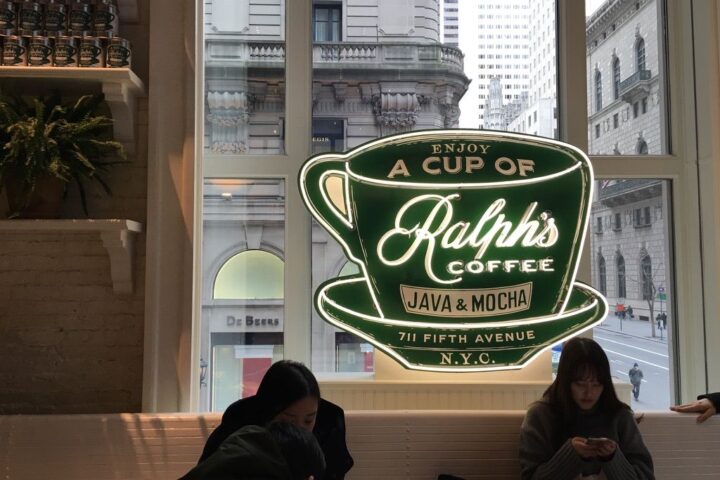 ENJOY
A CUP OF
Ralph's
COFFEE
JAVA & MOCHA
711 FIFTH AVENUE
N.Y.C.
De Beers